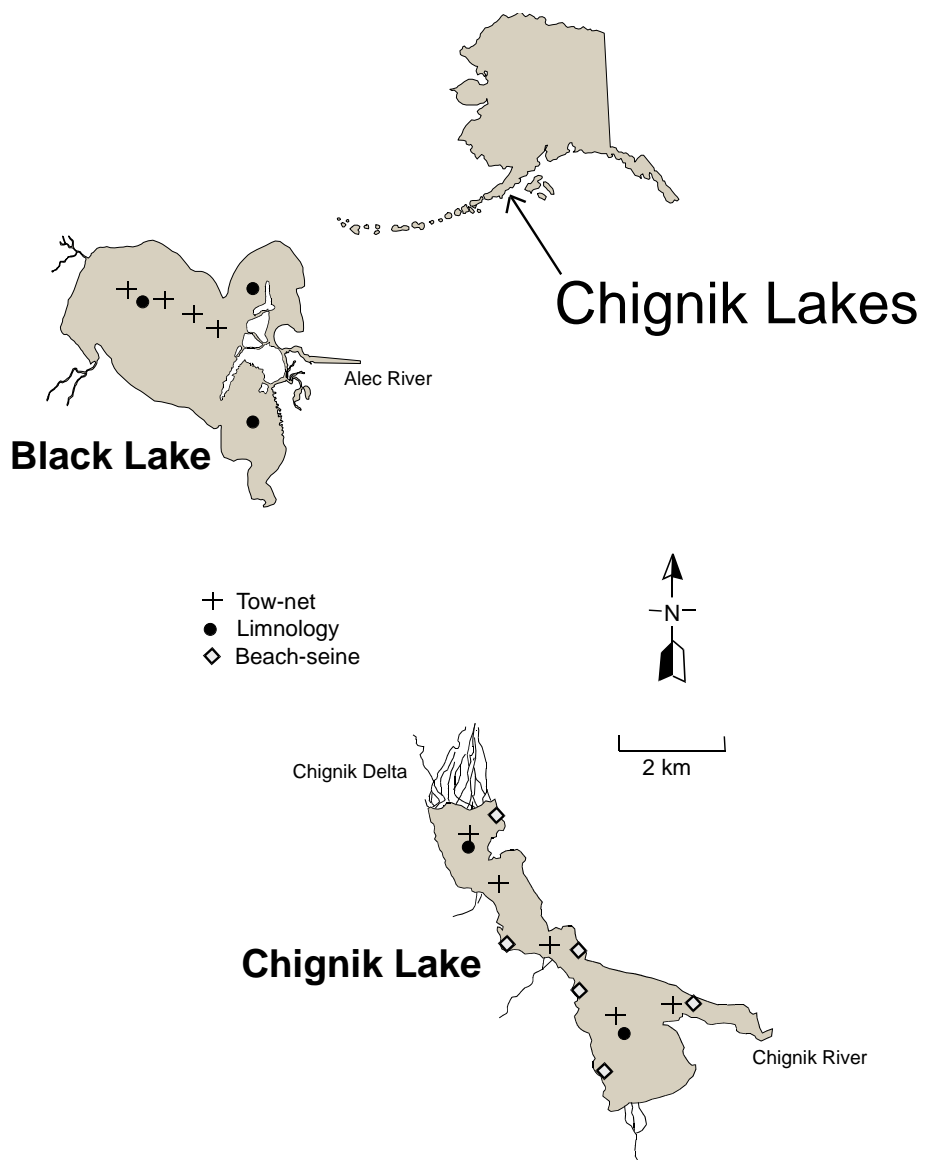 Chignik Lakes
Alec River
Black Lake
Tow-net
Limnology
Beach-seine
N
2 km
Chignik Delta
Chignik Lake
Chignik River